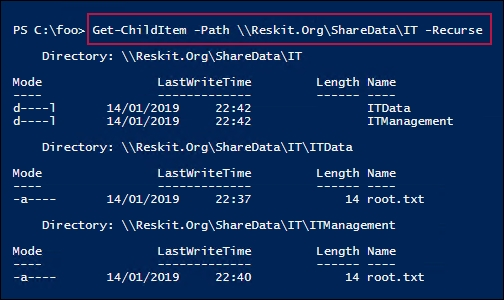 PS C:\foo> Get-ChildItem -Path \\Reskit.Org\ShareData\IT -Recurse
Directory: \\Reskit.Org\ShareData\IT
Mode LastWriteTime Length Name
---- ------------- ------ ----
d----l 14/01/2019 22:42 ITData
d----l 14/01/2019 22:42 ITManagement
Directory: \\Reskit.Org\ShareData\IT\ITData
Mode LastWriteTime Length Name
---- ------------- ------ ----
-a---- 14/01/2019 22:37 14 root.txt
Directory: \\Reskit.Org\ShareData\IT\ITManagement
Mode LastWriteTime Length Name
---- ------------- ------ ----
-a---- 14/01/2019 22:40 14 root.txt